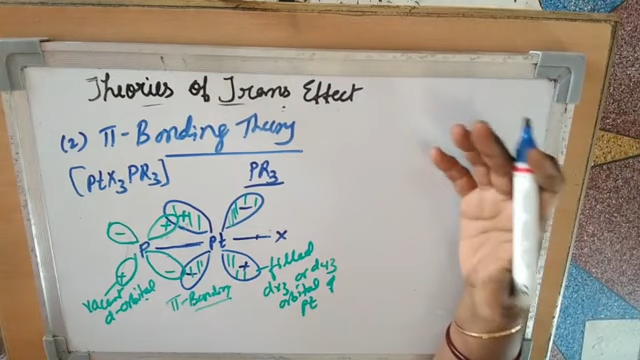 Theories of Trans Effect
(2) π-Bonding Theory
[PtX₃PR₃]
PR₃
- + -
P Pt X
+ - + +
vacant
d-orbital
π-Bonding
filled
dxz or dyz
orbital of
Pt